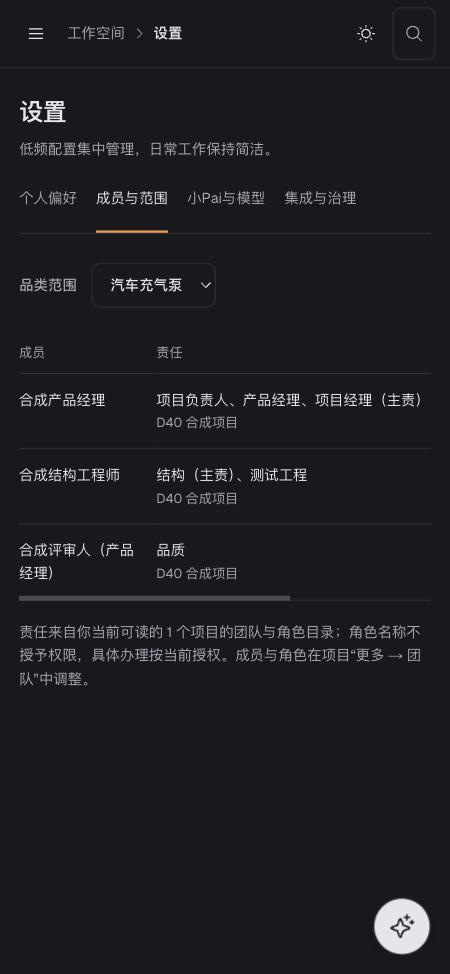 工作空间 > 设置
设置
低频配置集中管理，日常工作保持简洁。
个人偏好 成员与范围 小Pai与模型 集成与治理
品类范围 汽车充气泵
成员 责任
合成产品经理 项目负责人、产品经理、项目经理（主责）
D40 合成项目
合成结构工程师 结构（主责）、测试工程
D40 合成项目
合成评审人（产品 品质
经理） D40 合成项目
责任来自你当前可读的 1 个项目的团队与角色目录；角色名称不
授予权限，具体办理按当前授权。成员与角色在项目“更多 → 团
队”中调整。